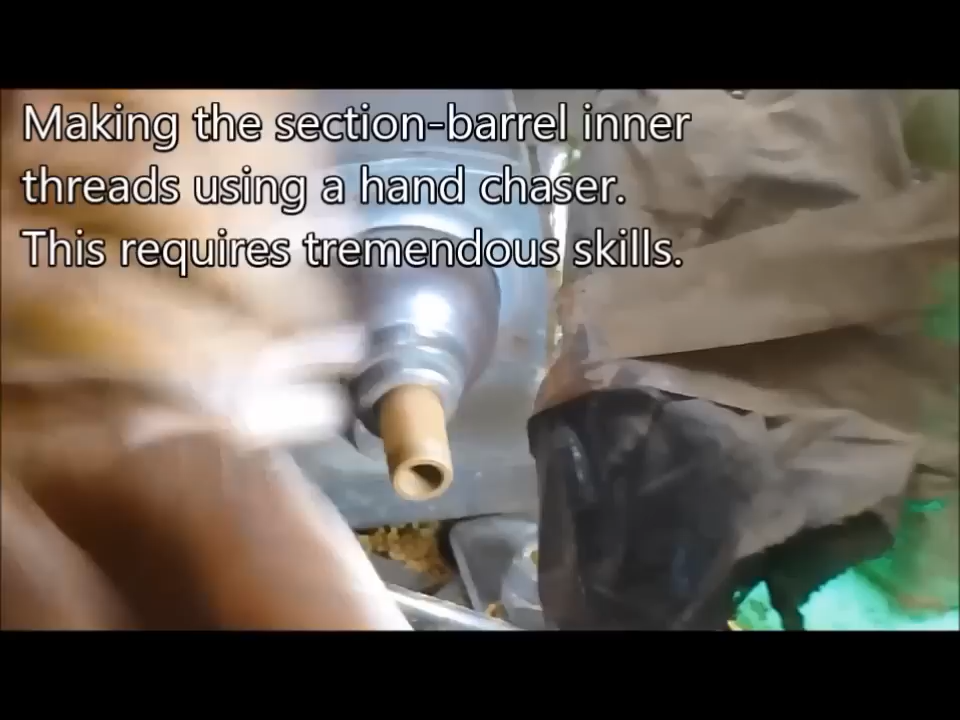 Making the section-barrel inner
threads using a hand chaser.
This requires tremendous skills.